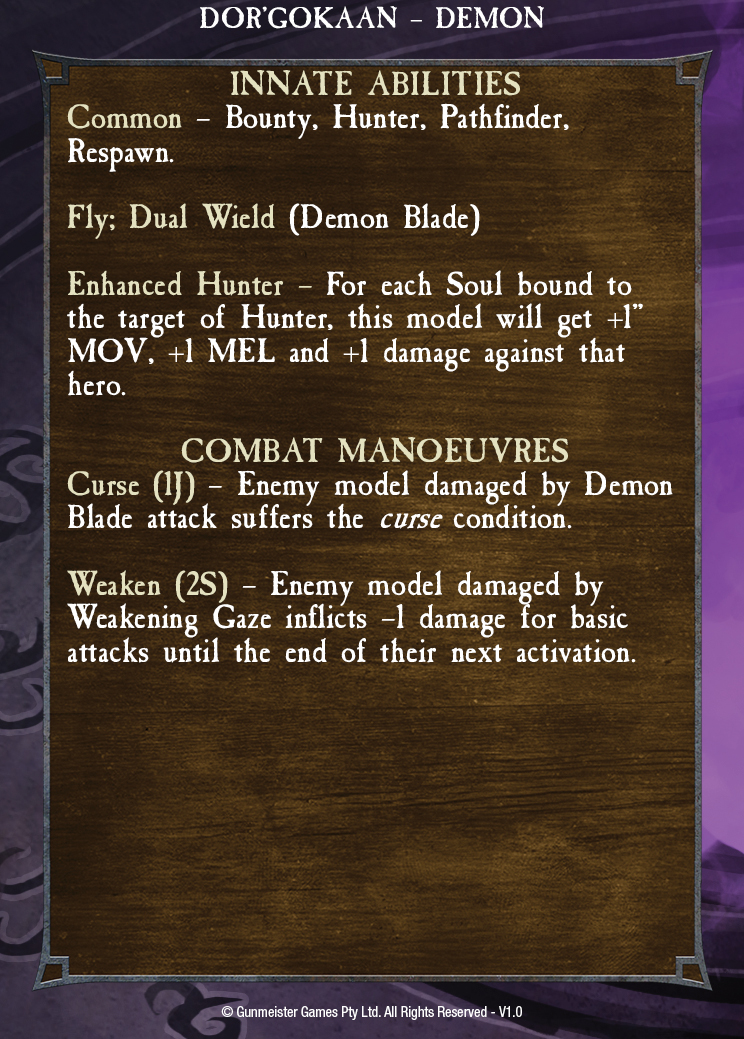 DOR'GOKAAN – DEMON
INNATE ABILITIES
Common – Bounty, Hunter, Pathfinder,
Respawn.
Fly; Dual Wield (Demon Blade)
Enhanced Hunter – For each Soul bound to
the target of Hunter, this model will get +1"
MOV, +1 MEL and +1 damage against that
hero.
COMBAT MANOEUVRES
Curse (1J) – Enemy model damaged by Demon
Blade attack suffers the curse condition.
Weaken (2S) – Enemy model damaged by
Weakening Gaze inflicts –1 damage for basic
attacks until the end of their next activation.
© Gunmeister Games Pty Ltd. All Rights Reserved - V1.0